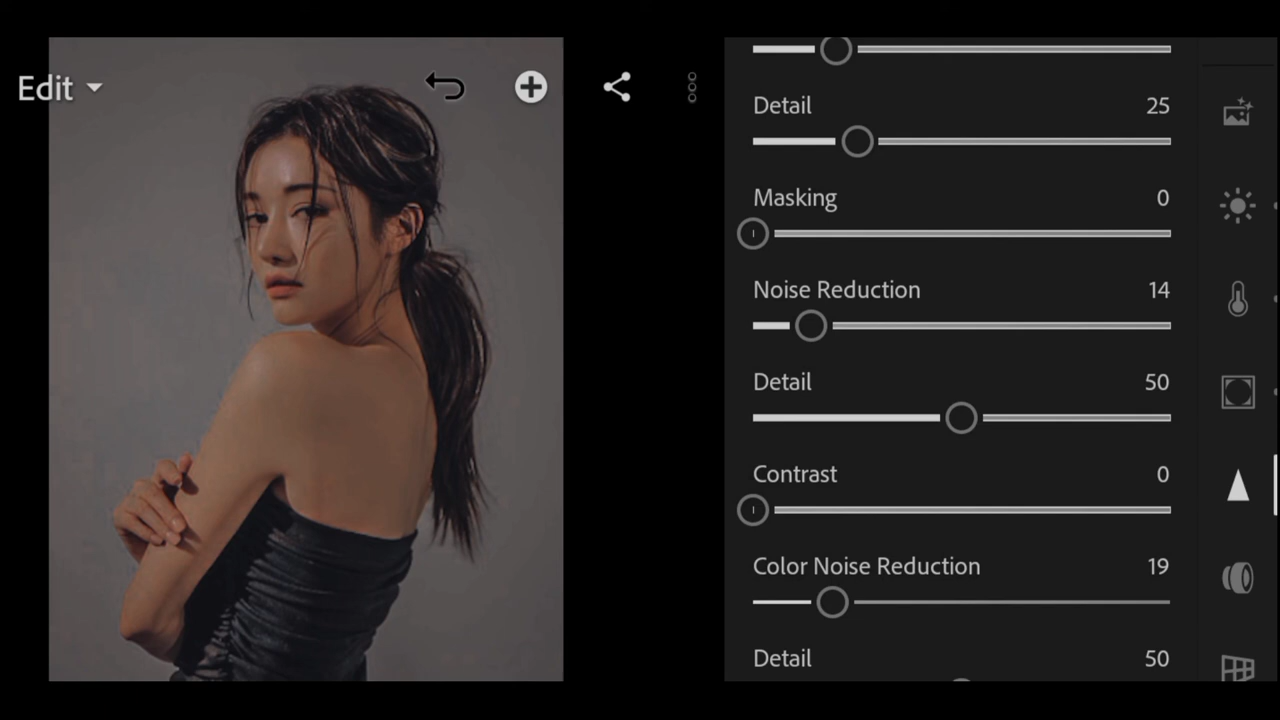 Edit
Detail 25
Masking 0
Noise Reduction 14
Detail 50
Contrast 0
Color Noise Reduction 19
Detail 50